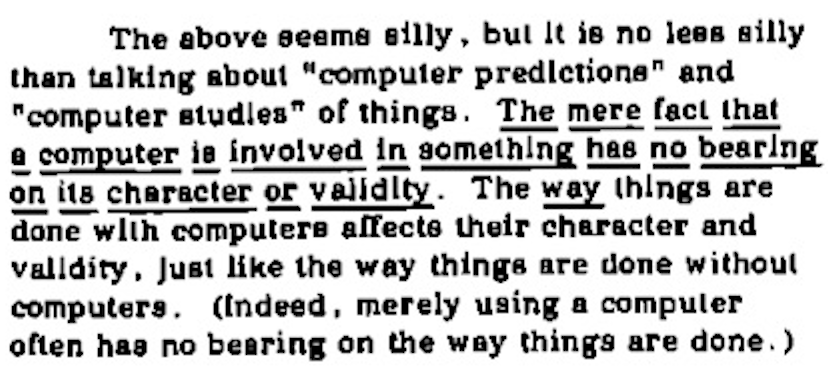 The above seems silly, but it is no less silly
than talking about "computer predictions" and
"computer studies" of things. The mere fact that
a computer is involved in something has no bearing
on its character or validity. The way things are
done with computers affects their character and
validity, just like the way things are done without
computers. (Indeed, merely using a computer
often has no bearing on the way things are done.)